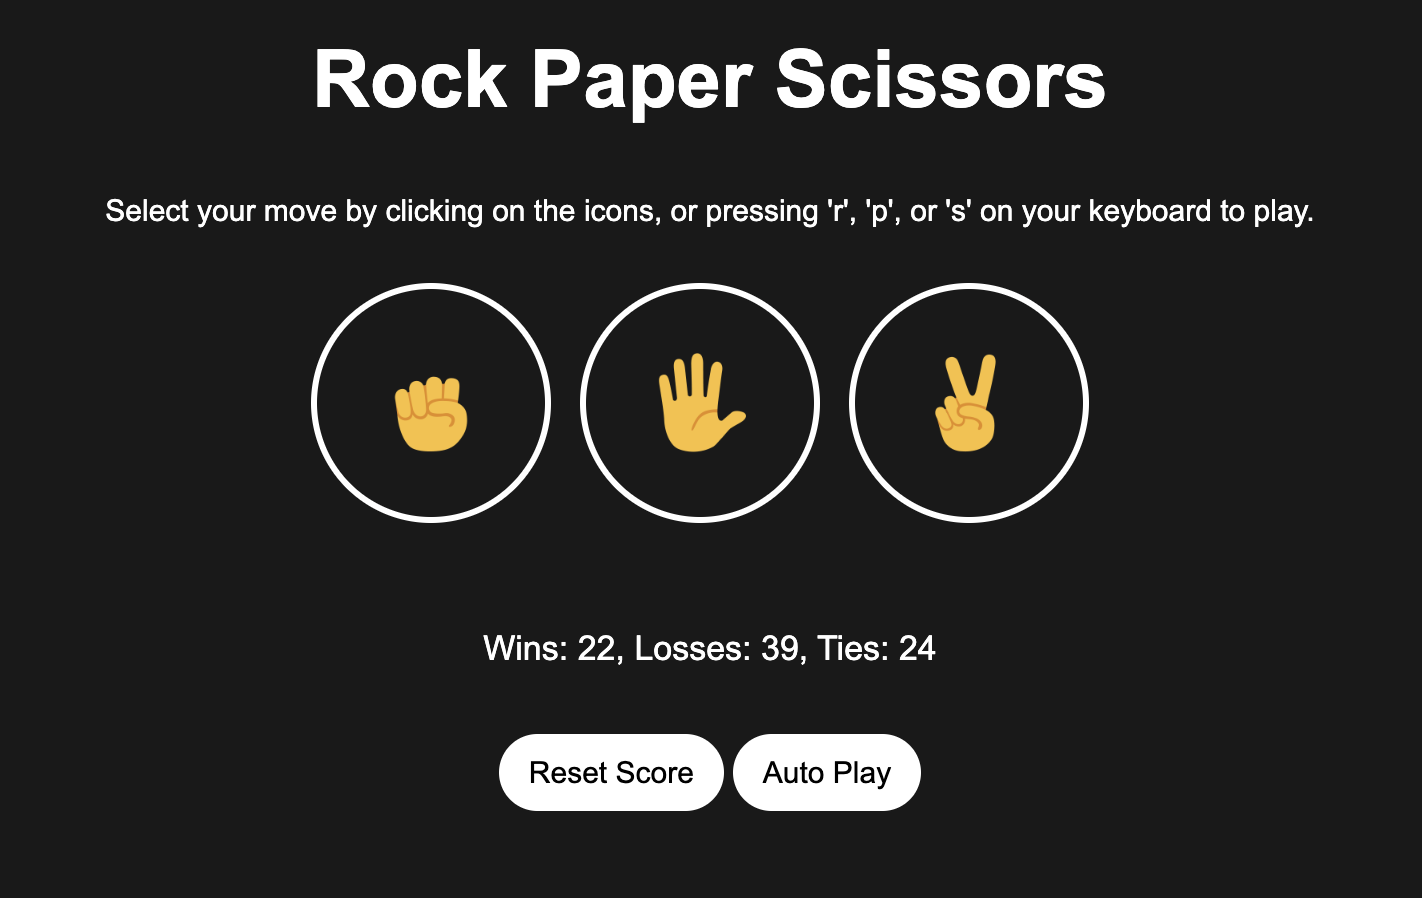 Rock Paper Scissors
Select your move by clicking on the icons, or pressing 'r', 'p', or 's' on your keyboard to play.
Wins: 22, Losses: 39, Ties: 24
Reset Score Auto Play